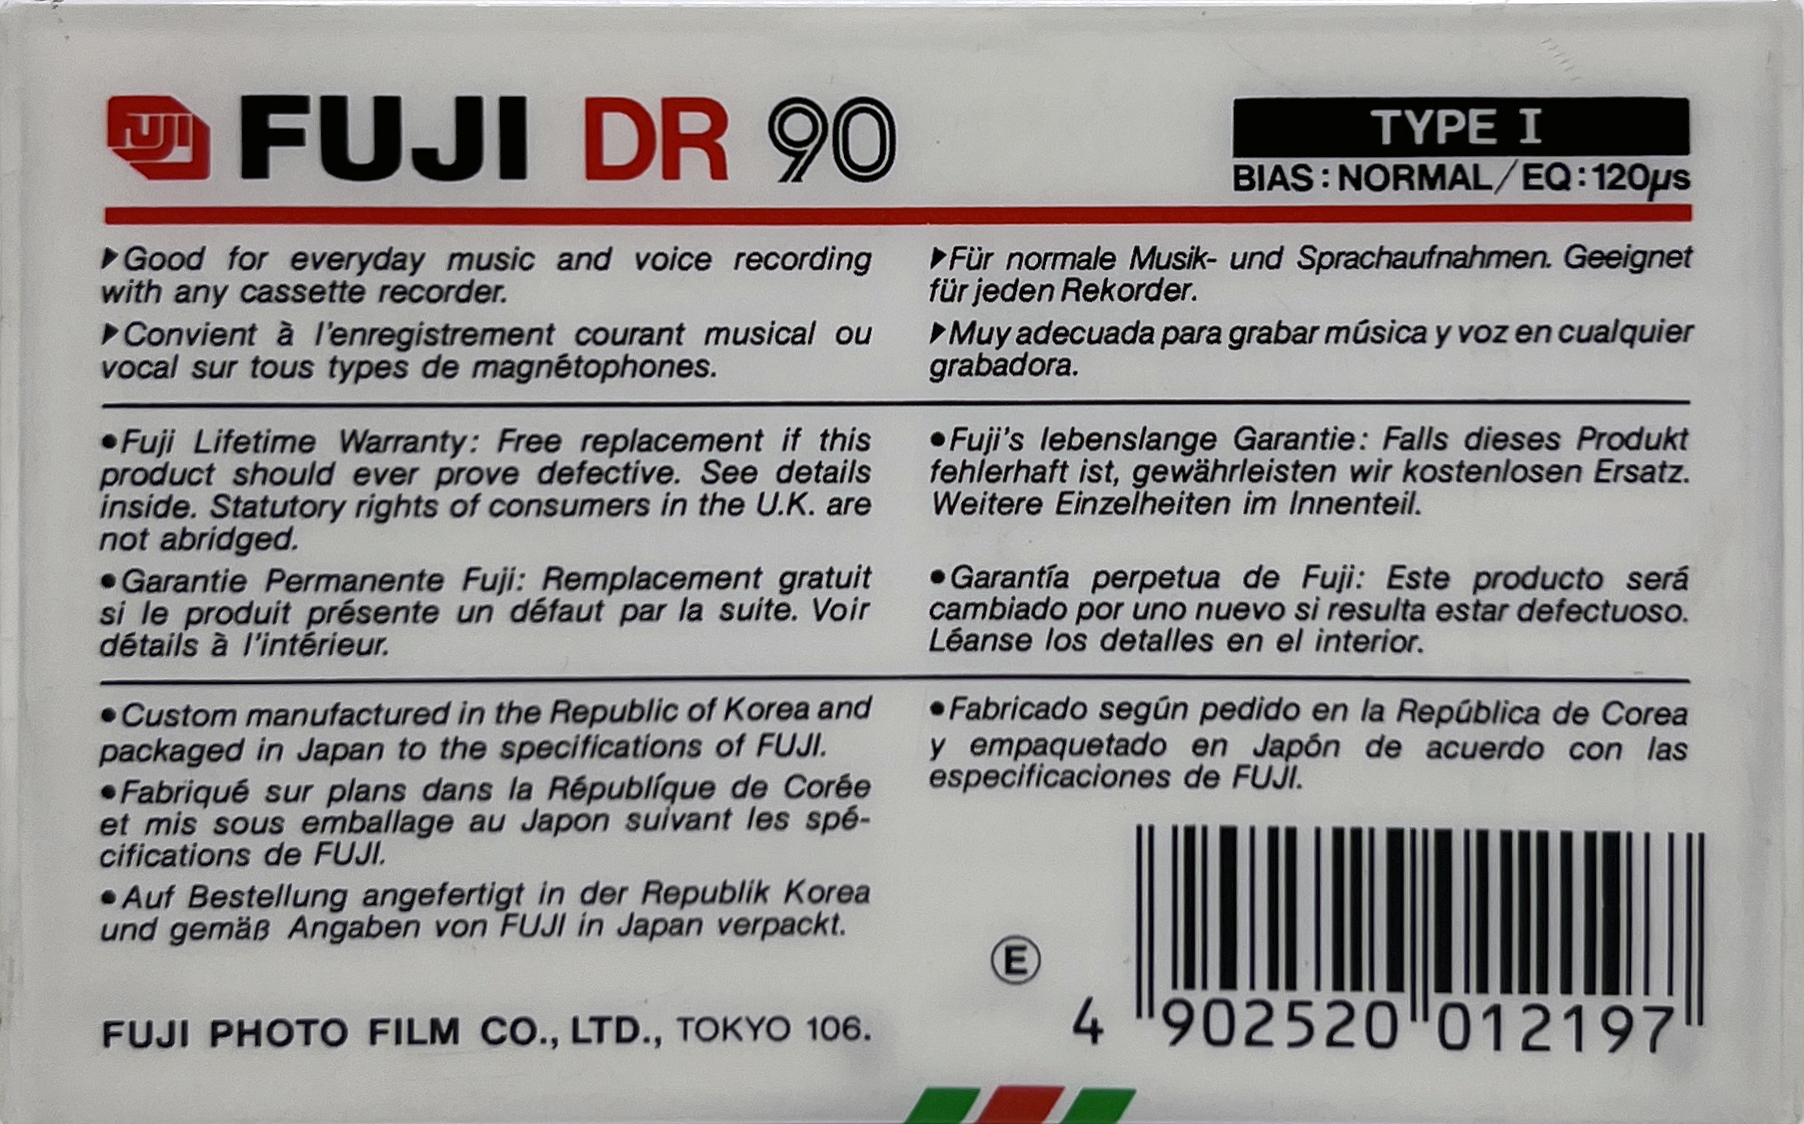 FUJI FUJI DR 90
TYPE I
BIAS : NORMAL/EQ : 120µs
▶Good for everyday music and voice recording
with any cassette recorder.
▶Convient à l'enregistrement courant musical ou
vocal sur tous types de magnétophones.
▶Für normale Musik- und Sprachaufnahmen. Geeignet
für jeden Rekorder.
▶Muy adecuada para grabar música y voz en cualquier
grabadora.
●Fuji Lifetime Warranty: Free replacement if this
product should ever prove defective. See details
inside. Statutory rights of consumers in the U.K. are
not abridged.
●Garantie Permanente Fuji: Remplacement gratuit
si le produit présente un défaut par la suite. Voir
détails à l'intérieur.
●Fuji's lebenslange Garantie: Falls dieses Produkt
fehlerhaft ist, gewährleisten wir kostenlosen Ersatz.
Weitere Einzelheiten im Innenteil.
●Garantía perpetua de Fuji: Este producto será
cambiado por uno nuevo si resulta estar defectuoso.
Léanse los detalles en el interior.
●Custom manufactured in the Republic of Korea and
packaged in Japan to the specifications of FUJI.
●Fabriqué sur plans dans la Républíque de Corée
et mis sous emballage au Japon suivant les spé-
cifications de FUJI.
●Auf Bestellung angefertigt in der Republik Korea
und gemäß Angaben von FUJI in Japan verpackt.
●Fabricado según pedido en la República de Corea
y empaquetado en Japón de acuerdo con las
especificaciones de FUJI.
FUJI PHOTO FILM CO., LTD., TOKYO 106.
E
4 902520 012197